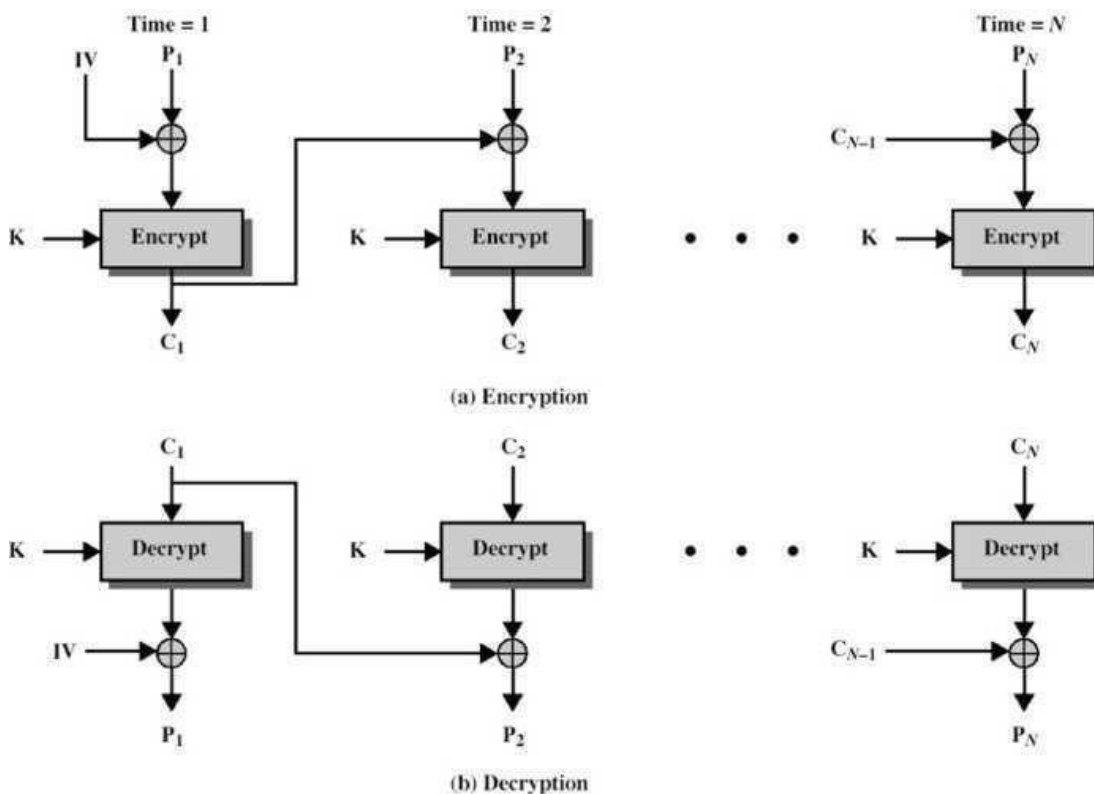 Time = 1 Time = 2 Time = N
IV P1 P2 PN
CN–1
K Encrypt K Encrypt • • • K Encrypt
C1 C2 CN
(a) Encryption
C1 C2 CN
K Decrypt K Decrypt • • • K Decrypt
IV CN–1
P1 P2 PN
(b) Decryption